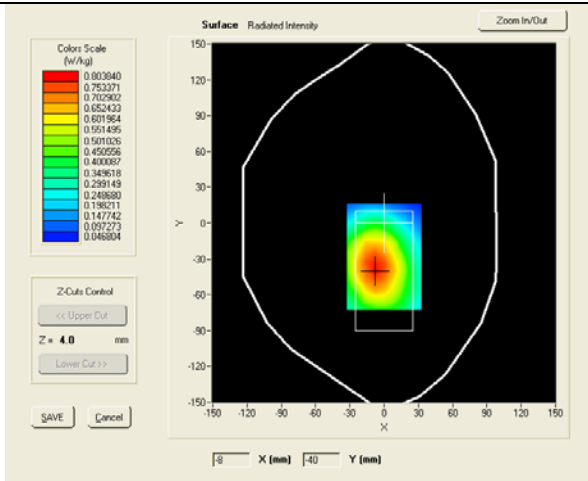 Surface Radiated Intensity
Zoom In/Out
Colors Scale
(W/kg)
0.803840
0.753371
0.702902
0.652433
0.601964
0.551495
0.501026
0.450556
0.400087
0.349618
0.299149
0.248680
0.198211
0.147742
0.097273
0.046804
Z-Cuts Control
<< Upper Cut
Z = 4.0 mm
Lower Cut >>
SAVE Cancel
150
120
90
60
30
0
-30
-60
-90
-120
-150
Y
-150 -120 -90 -60 -30 0 30 60 90 120 150
X
-8 X (mm) -40 Y (mm)